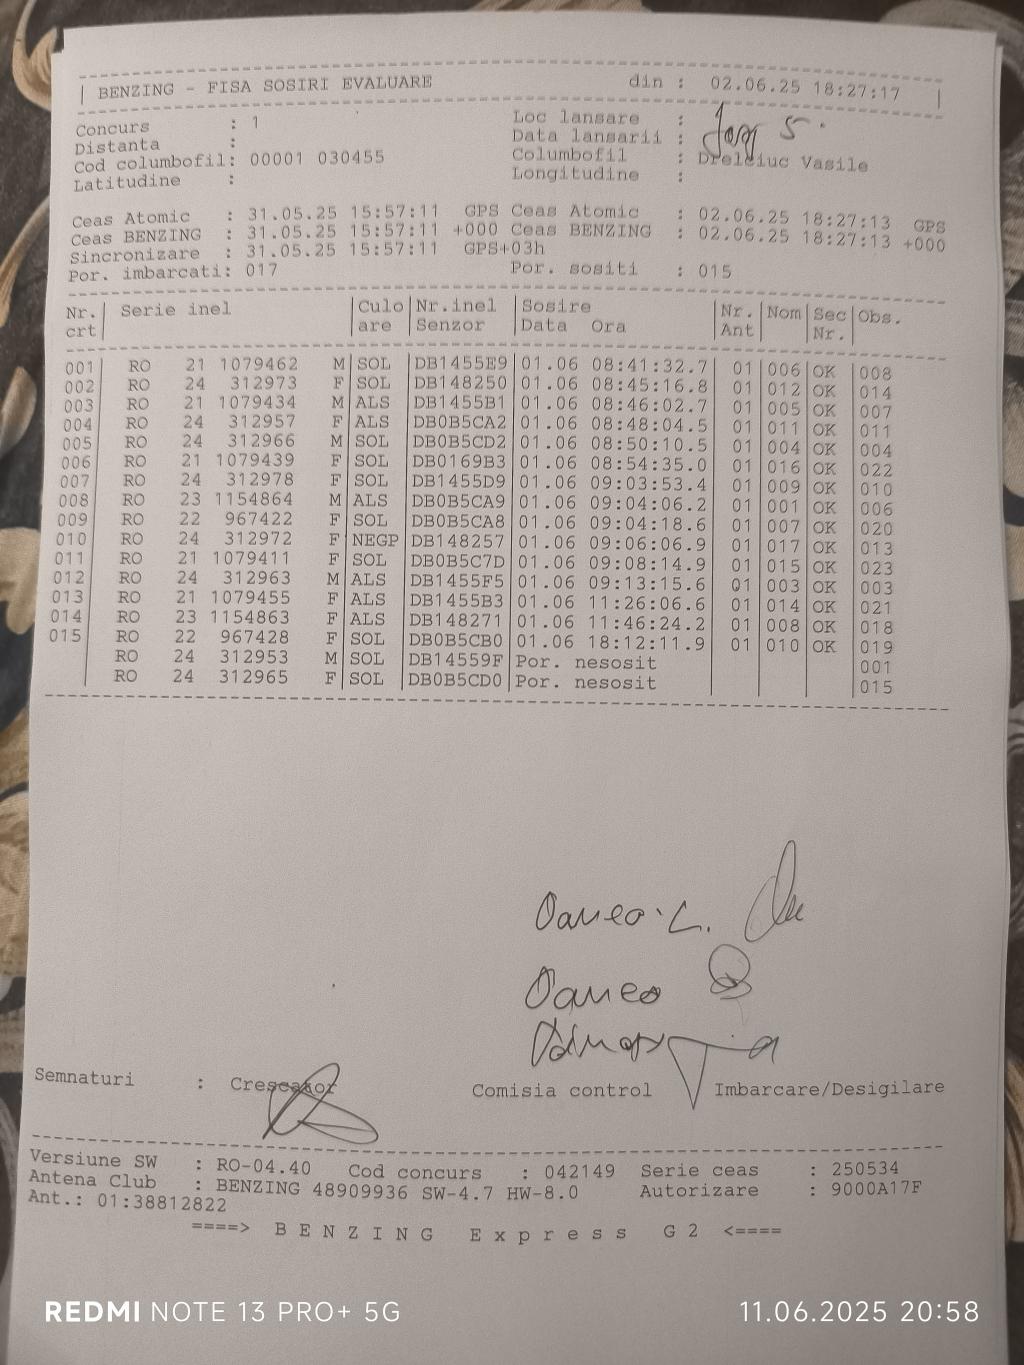 BENZING - FISA SOSIRI EVALUARE din : 02.06.25 18:27:17
Concurs : 1 Loc lansare :
Distanta : Data lansarii :
Cod columbofil: 00001 030455 Columbofil : Drelciuc Vasile
Latitudine : Longitudine :
Ceas Atomic : 31.05.25 15:57:11 GPS Ceas Atomic : 02.06.25 18:27:13 GPS
Ceas BENZING : 31.05.25 15:57:11 +000 Ceas BENZING : 02.06.25 18:27:13 +000
Sincronizare : 31.05.25 15:57:11 GPS+03h
Por. imbarcati: 017 Por. sositi : 015
Nr. Serie inel Culo Nr.inel Sosire Nr. Nom Sec Obs.
crt are Senzor Data Ora Ant Nr.
001 RO 21 1079462 M SOL DB1455E9 01.06 08:41:32.7 01 006 OK 008
002 RO 24 312973 F SOL DB148250 01.06 08:45:16.8 01 012 OK 014
003 RO 21 1079434 M ALS DB1455B1 01.06 08:46:02.7 01 005 OK 007
004 RO 24 312957 F ALS DB0B5CA2 01.06 08:48:04.5 01 011 OK 011
005 RO 24 312966 M SOL DB0B5CD2 01.06 08:50:10.5 01 004 OK 004
006 RO 21 1079439 F SOL DB0169B3 01.06 08:54:35.0 01 016 OK 022
007 RO 24 312978 F SOL DB1455D9 01.06 09:03:53.4 01 009 OK 010
008 RO 23 1154864 M ALS DB0B5CA9 01.06 09:04:06.2 01 001 OK 006
009 RO 22 967422 F SOL DB0B5CA8 01.06 09:04:18.6 01 007 OK 020
010 RO 24 312972 F NEGP DB148257 01.06 09:06:06.9 01 017 OK 013
011 RO 21 1079411 F SOL DB0B5C7D 01.06 09:08:14.9 01 015 OK 023
012 RO 24 312963 M ALS DB1455F5 01.06 09:13:15.6 01 003 OK 003
013 RO 21 1079455 F ALS DB1455B3 01.06 11:26:06.6 01 014 OK 021
014 RO 23 1154863 F ALS DB148271 01.06 11:46:24.2 01 008 OK 018
015 RO 22 967428 F SOL DB0B5CB0 01.06 18:12:11.9 01 010 OK 019
RO 24 312953 M SOL DB14559F Por. nesosit 001
RO 24 312965 F SOL DB0B5CD0 Por. nesosit 015
Semnaturi : Crescator Comisia control Imbarcare/Desigilare
Versiune SW : RO-04.40 Cod concurs : 042149 Serie ceas : 250534
Antena Club : BENZING 48909936 SW-4.7 HW-8.0 Autorizare : 9000A17F
Ant.: 01:38812822
====> B E N Z I N G E x p r e s s G 2 <====
REDMI NOTE 13 PRO+ 5G 11.06.2025 20:58